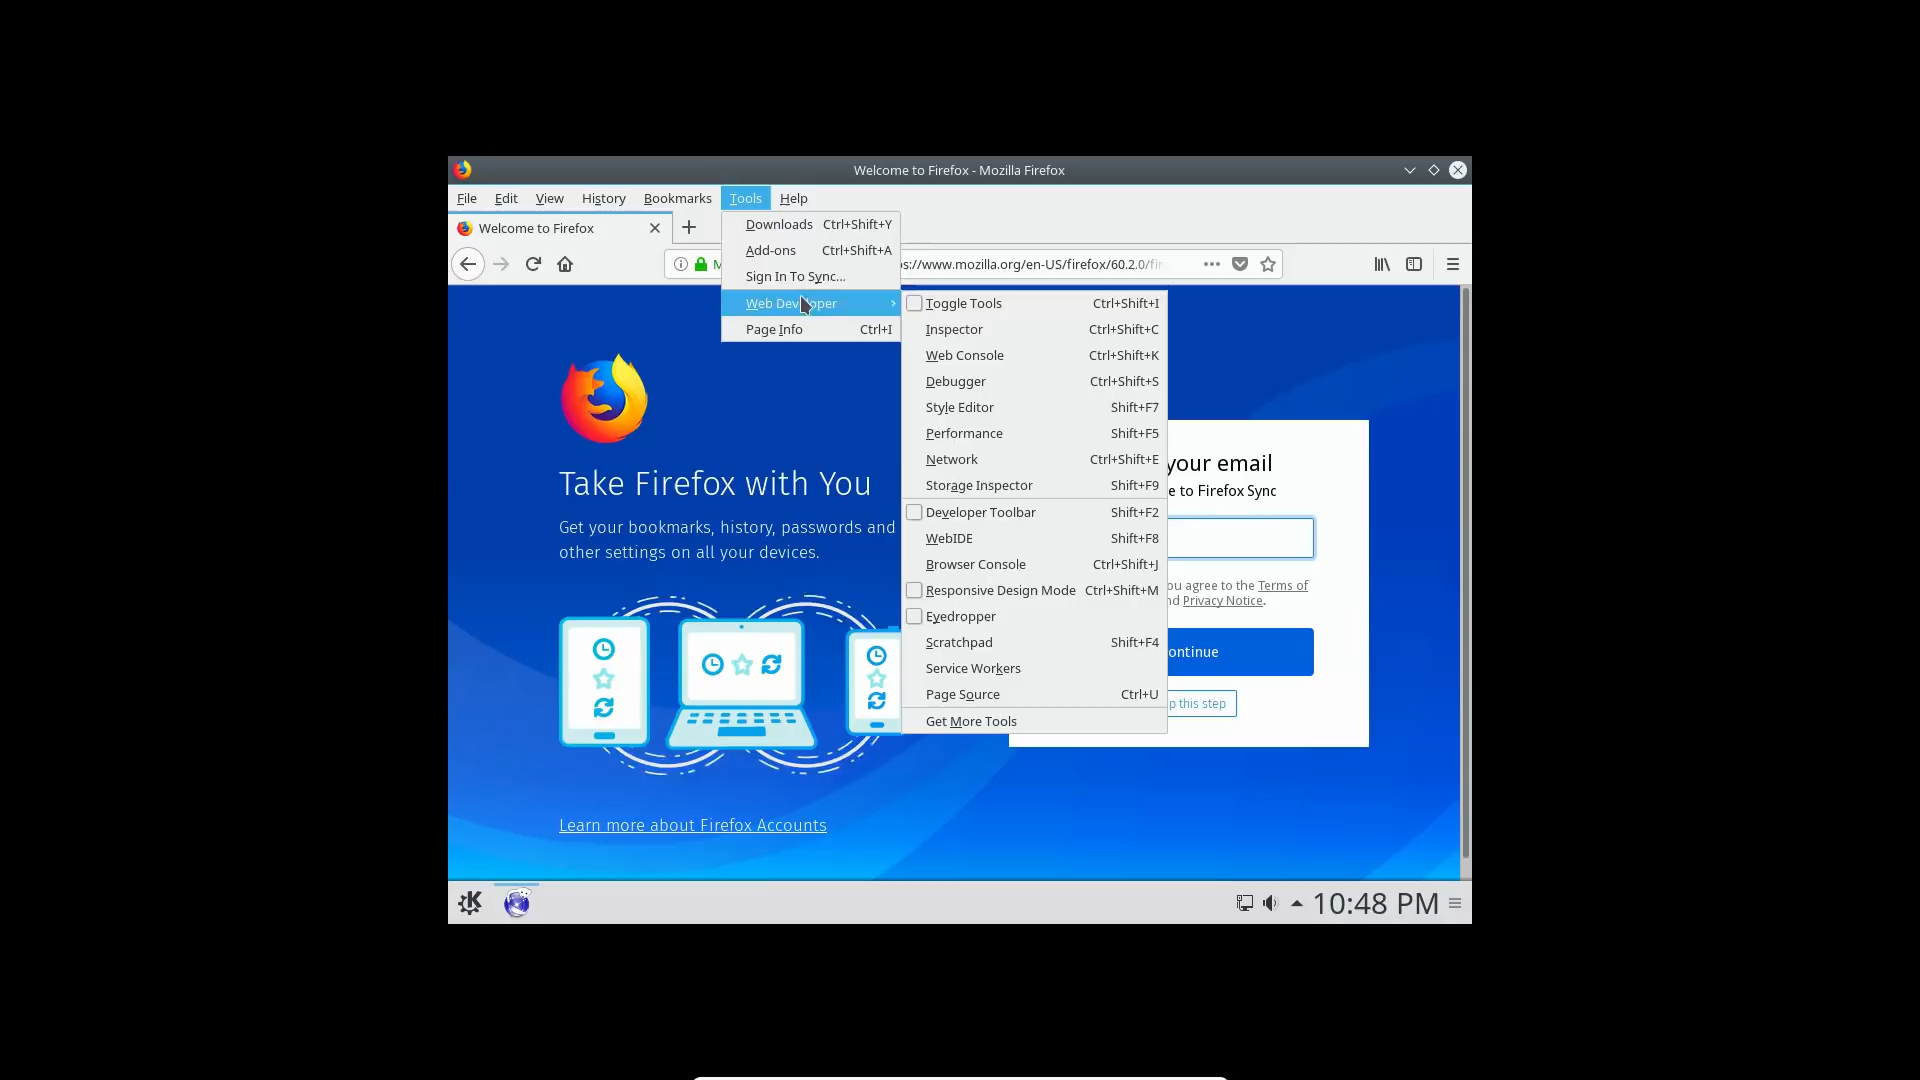 Welcome to Firefox - Mozilla Firefox
File Edit View History Bookmarks Tools Help
Welcome to Firefox
Downloads Ctrl+Shift+Y
Add-ons Ctrl+Shift+A
Sign In To Sync...
Web Developer
Page Info Ctrl+I
s://www.mozilla.org/en-US/firefox/60.2.0/fir
Toggle Tools Ctrl+Shift+I
Inspector Ctrl+Shift+C
Web Console Ctrl+Shift+K
Debugger Ctrl+Shift+S
Style Editor Shift+F7
Performance Shift+F5
Network Ctrl+Shift+E
Storage Inspector Shift+F9
Developer Toolbar Shift+F2
WebIDE Shift+F8
Browser Console Ctrl+Shift+J
Responsive Design Mode Ctrl+Shift+M
Eyedropper
Scratchpad Shift+F4
Service Workers
Page Source Ctrl+U
Get More Tools
Take Firefox with You
Get your bookmarks, history, passwords and
other settings on all your devices.
Learn more about Firefox Accounts
your email
e to Firefox Sync
ou agree to the Terms of
nd Privacy Notice.
ontinue
p this step
10:48 PM